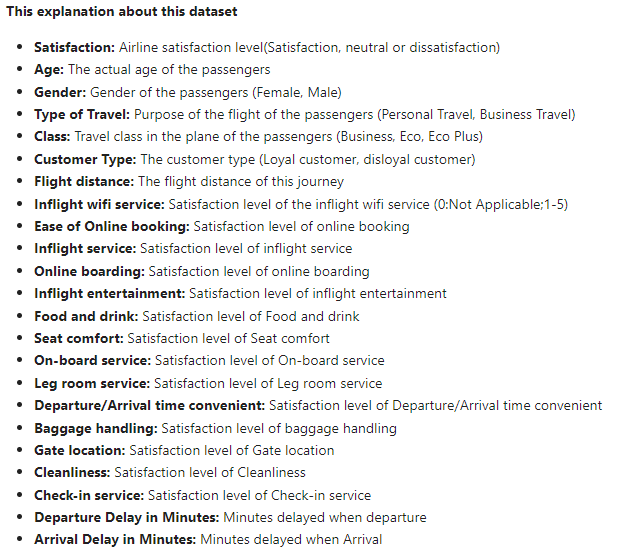 This explanation about this dataset
Satisfaction: Airline satisfaction level(Satisfaction, neutral or dissatisfaction)
Age: The actual age of the passengers
Gender: Gender of the passengers (Female, Male)
Type of Travel: Purpose of the flight of the passengers (Personal Travel, Business Travel)
Class: Travel class in the plane of the passengers (Business, Eco, Eco Plus)
Customer Type: The customer type (Loyal customer, disloyal customer)
Flight distance: The flight distance of this journey
Inflight wifi service: Satisfaction level of the inflight wifi service (0:Not Applicable;1-5)
Ease of Online booking: Satisfaction level of online booking
Inflight service: Satisfaction level of inflight service
Online boarding: Satisfaction level of online boarding
Inflight entertainment: Satisfaction level of inflight entertainment
Food and drink: Satisfaction level of Food and drink
Seat comfort: Satisfaction level of Seat comfort
On-board service: Satisfaction level of On-board service
Leg room service: Satisfaction level of Leg room service
Departure/Arrival time convenient: Satisfaction level of Departure/Arrival time convenient
Baggage handling: Satisfaction level of baggage handling
Gate location: Satisfaction level of Gate location
Cleanliness: Satisfaction level of Cleanliness
Check-in service: Satisfaction level of Check-in service
Departure Delay in Minutes: Minutes delayed when departure
Arrival Delay in Minutes: Minutes delayed when Arrival